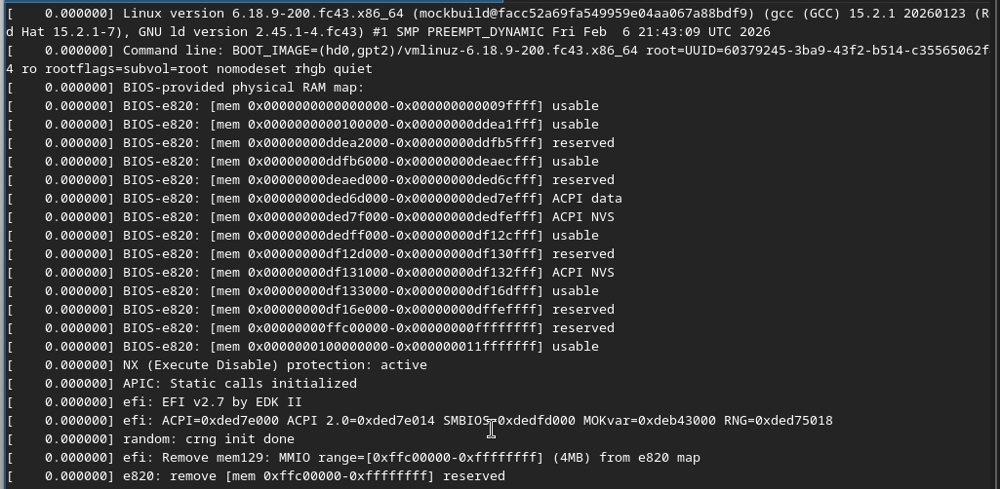 [    0.000000] Linux version 6.18.9-200.fc43.x86_64 (mockbuild@facc52a69fa549959e04aa067a88bdf9) (gcc (GCC) 15.2.1 20260123 (R
d Hat 15.2.1-7), GNU ld version 2.45.1-4.fc43) #1 SMP PREEMPT_DYNAMIC Fri Feb  6 21:43:09 UTC 2026
[    0.000000] Command line: BOOT_IMAGE=(hd0,gpt2)/vmlinuz-6.18.9-200.fc43.x86_64 root=UUID=60379245-3ba9-43f2-b514-c35565062f
4 ro rootflags=subvol=root nomodeset rhgb quiet
[    0.000000] BIOS-provided physical RAM map:
[    0.000000] BIOS-e820: [mem 0x0000000000000000-0x000000000009ffff] usable
[    0.000000] BIOS-e820: [mem 0x0000000000100000-0x00000000ddea1fff] usable
[    0.000000] BIOS-e820: [mem 0x00000000ddea2000-0x00000000ddfb5fff] reserved
[    0.000000] BIOS-e820: [mem 0x00000000ddfb6000-0x00000000deaecfff] usable
[    0.000000] BIOS-e820: [mem 0x00000000deaed000-0x00000000ded6cfff] reserved
[    0.000000] BIOS-e820: [mem 0x00000000ded6d000-0x00000000ded7efff] ACPI data
[    0.000000] BIOS-e820: [mem 0x00000000ded7f000-0x00000000dedfefff] ACPI NVS
[    0.000000] BIOS-e820: [mem 0x00000000dedff000-0x00000000df12cfff] usable
[    0.000000] BIOS-e820: [mem 0x00000000df12d000-0x00000000df130fff] reserved
[    0.000000] BIOS-e820: [mem 0x00000000df131000-0x00000000df132fff] ACPI NVS
[    0.000000] BIOS-e820: [mem 0x00000000df133000-0x00000000df16dfff] usable
[    0.000000] BIOS-e820: [mem 0x00000000df16e000-0x00000000dffeffff] reserved
[    0.000000] BIOS-e820: [mem 0x00000000ffc00000-0x00000000ffffffff] reserved
[    0.000000] BIOS-e820: [mem 0x0000000100000000-0x000000011fffffff] usable
[    0.000000] NX (Execute Disable) protection: active
[    0.000000] APIC: Static calls initialized
[    0.000000] efi: EFI v2.7 by EDK II
[    0.000000] efi: ACPI=0xded7e000 ACPI 2.0=0xded7e014 SMBIOS=0xdedfd000 MOKvar=0xdeb43000 RNG=0xded75018
[    0.000000] random: crng init done
[    0.000000] efi: Remove mem129: MMIO range=[0xffc00000-0xffffffff] (4MB) from e820 map
[    0.000000] e820: remove [mem 0xffc00000-0xffffffff] reserved